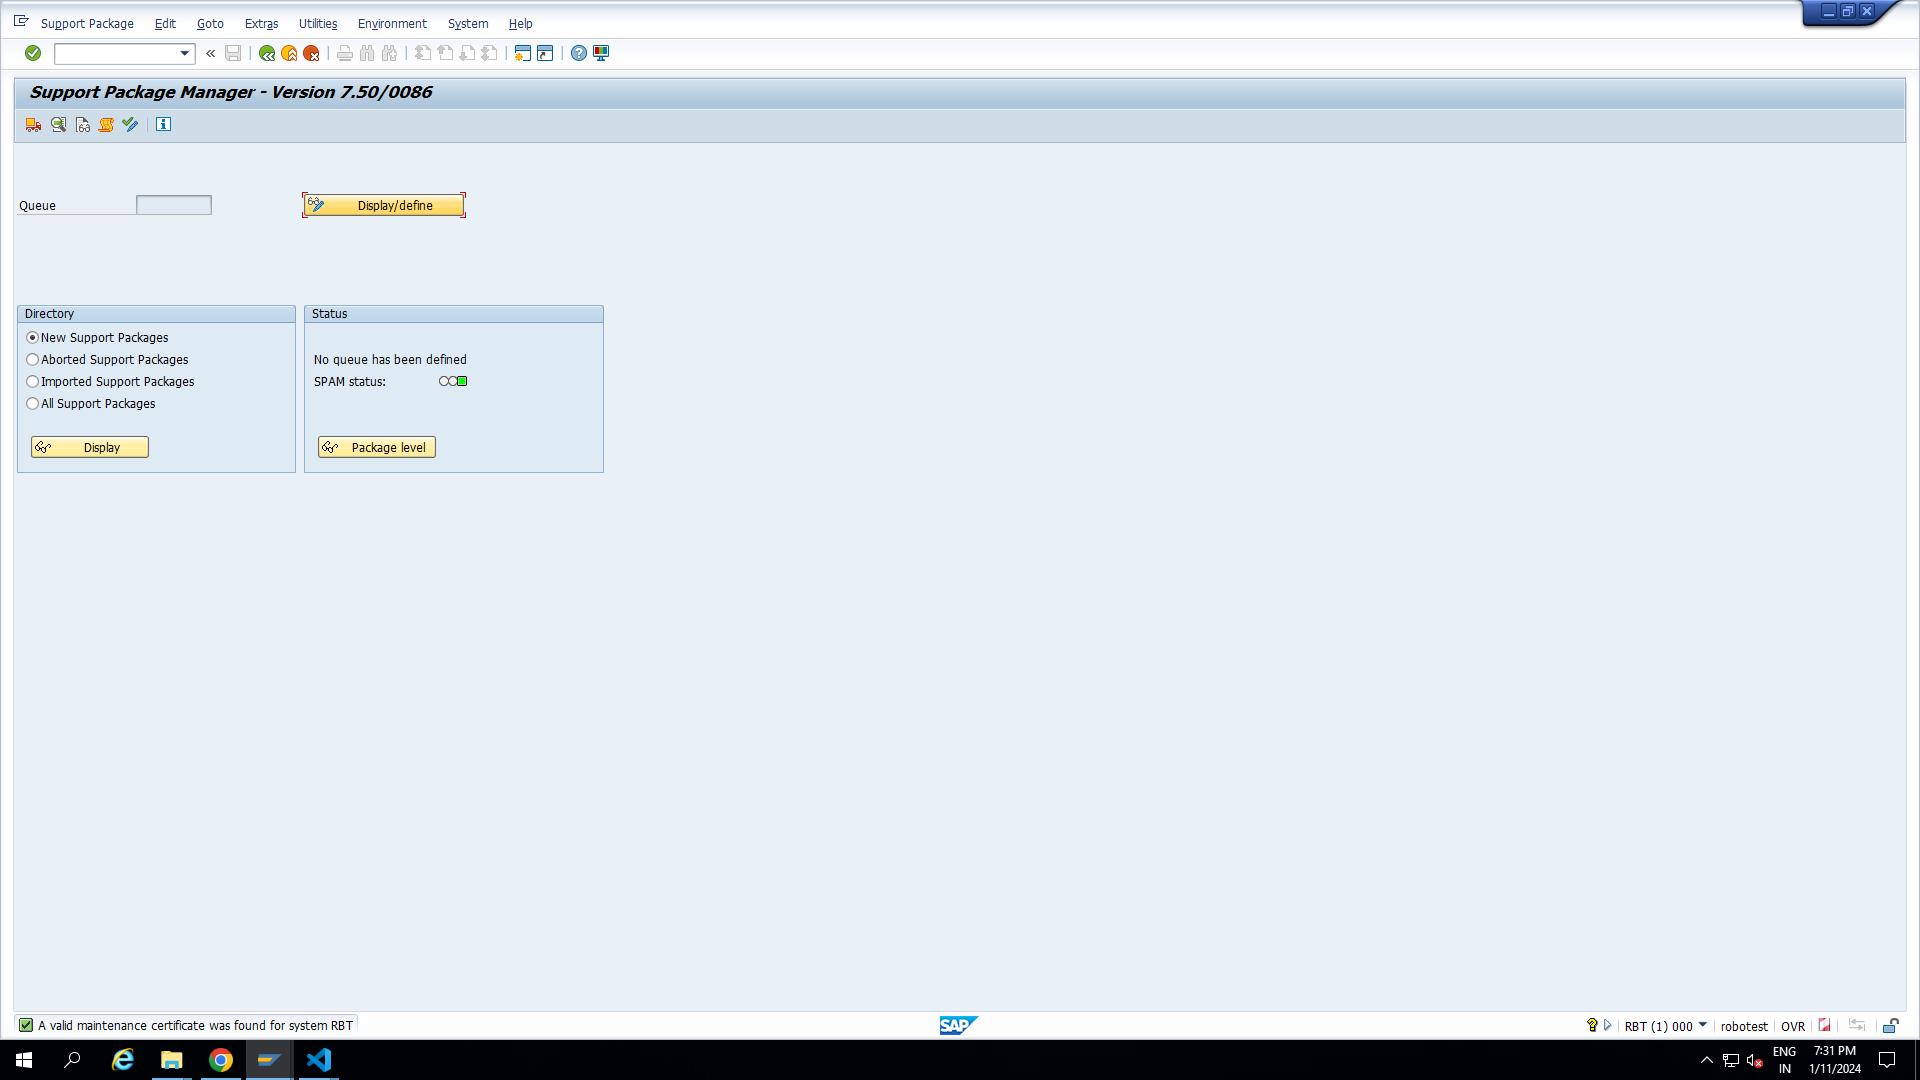 Support Package Edit Goto Extras Utilities Environment System Help
Support Package Manager - Version 7.50/0086
Queue Display/define
Directory
New Support Packages
Aborted Support Packages
Imported Support Packages
All Support Packages
Display
Status
No queue has been defined
SPAM status:
Package level
A valid maintenance certificate was found for system RBT
SAP
RBT (1) 000 robotest OVR
ENG
IN
7:31 PM
1/11/2024